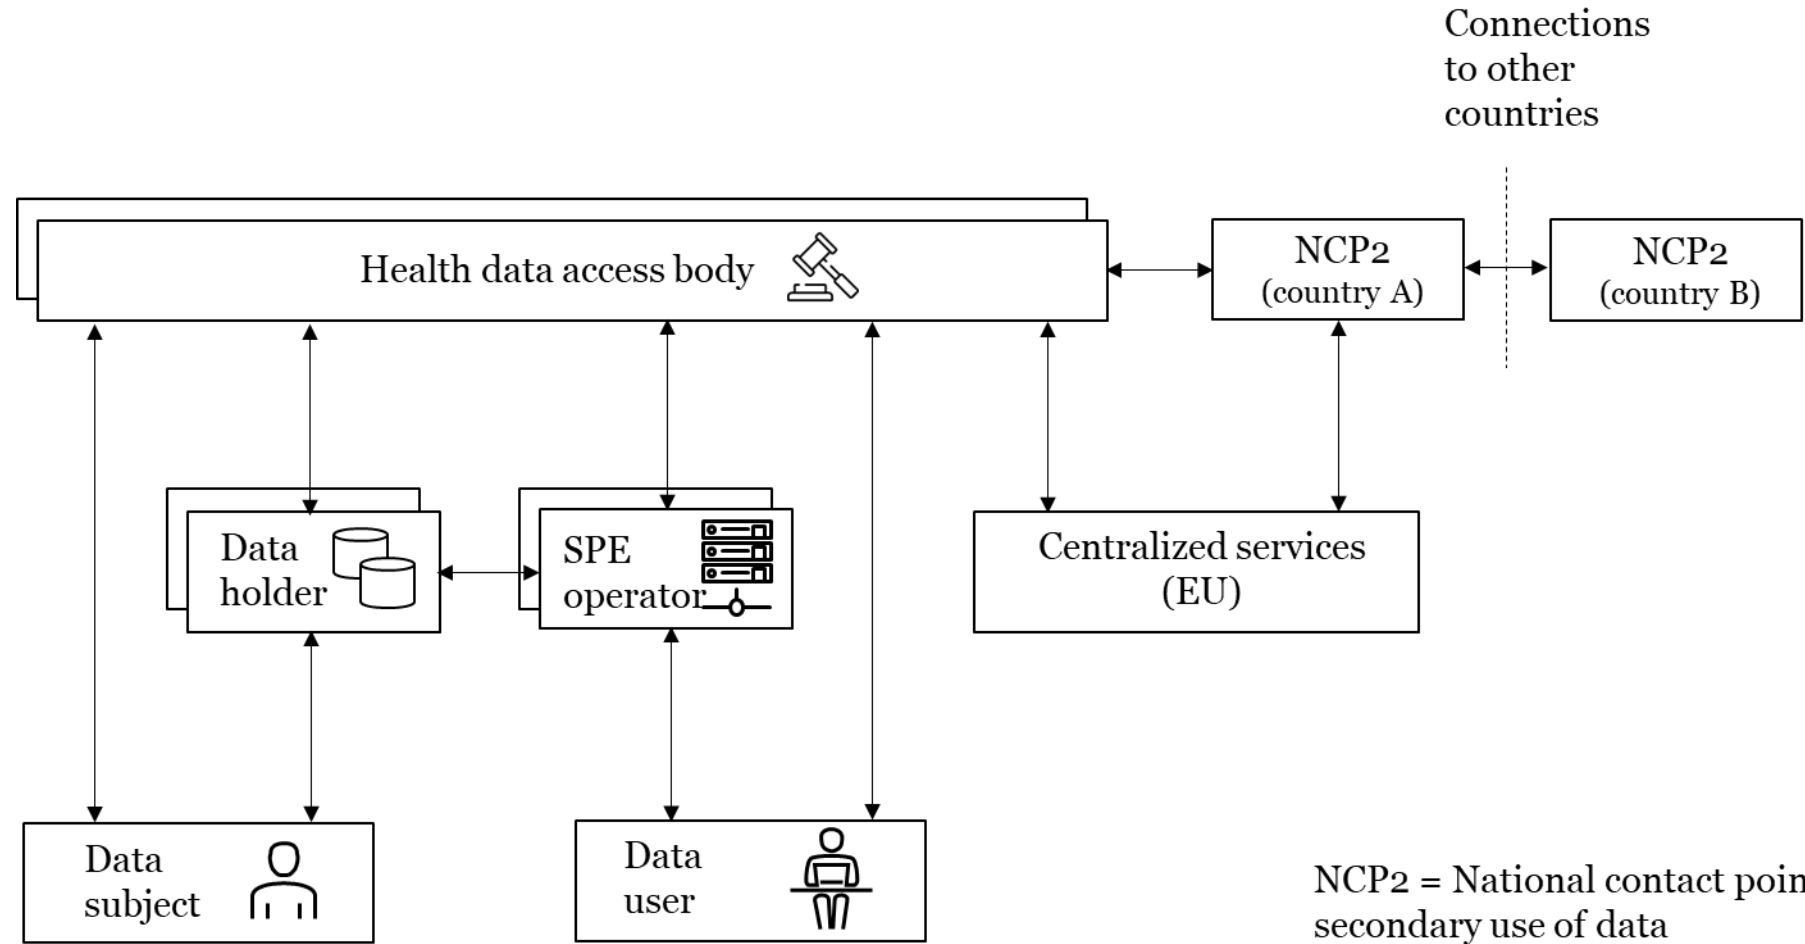 Connections
to other
countries
Health data access body
NCP2
(country A)
NCP2
(country B)
Data
holder
SPE
operator
Centralized services
(EU)
Data
subject
Data
user
NCP2 = National contact poin
secondary use of data